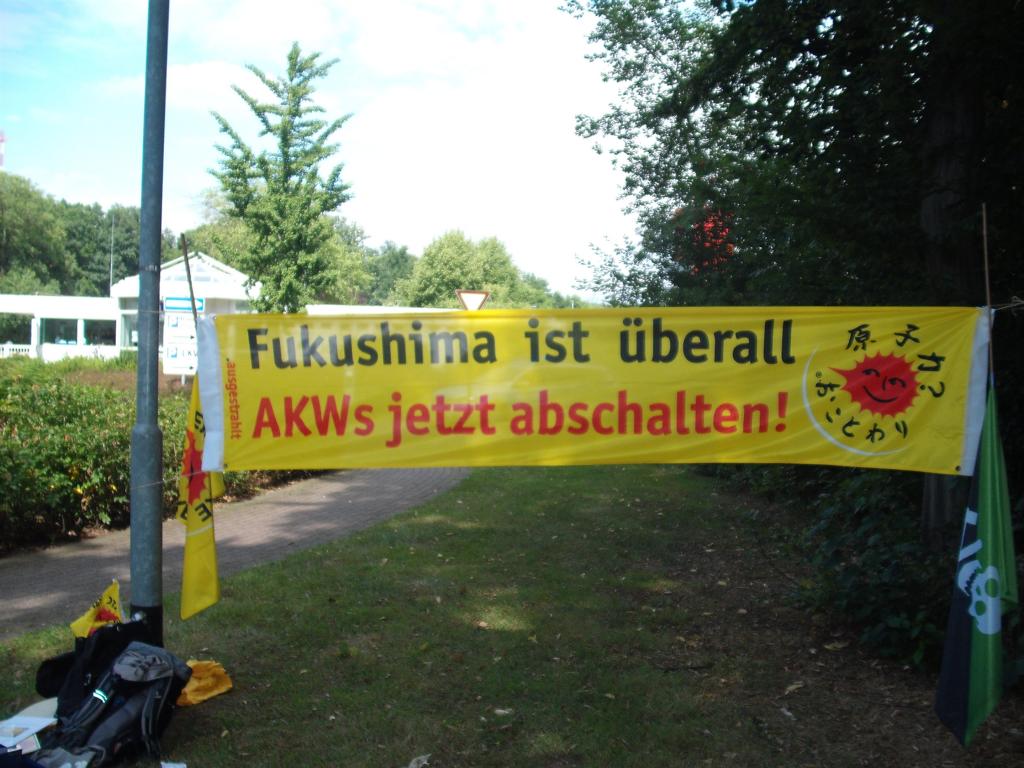 Fukushima ist überall
AKWs jetzt abschalten!
.ausgestrahlt
原子力?
おことわり